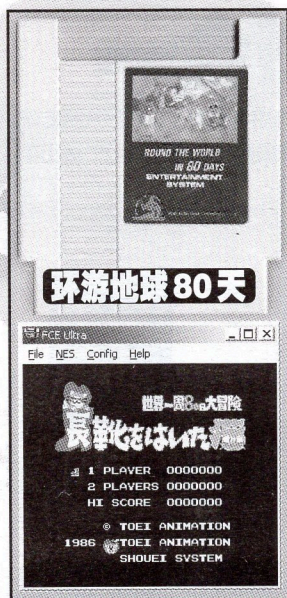 ROUND THE WORLD
IN 80 DAYS
ENTERTAINMENT
SYSTEM
环游地球80天
FCE Ultra
File NES Config Help
世界一周80日大冒険
長靴をはいた猫
1 PLAYER 0000000
2 PLAYERS 0000000
HI SCORE 0000000
© TOEI ANIMATION
1986 TOEI ANIMATION
SHOUEI SYSTEM